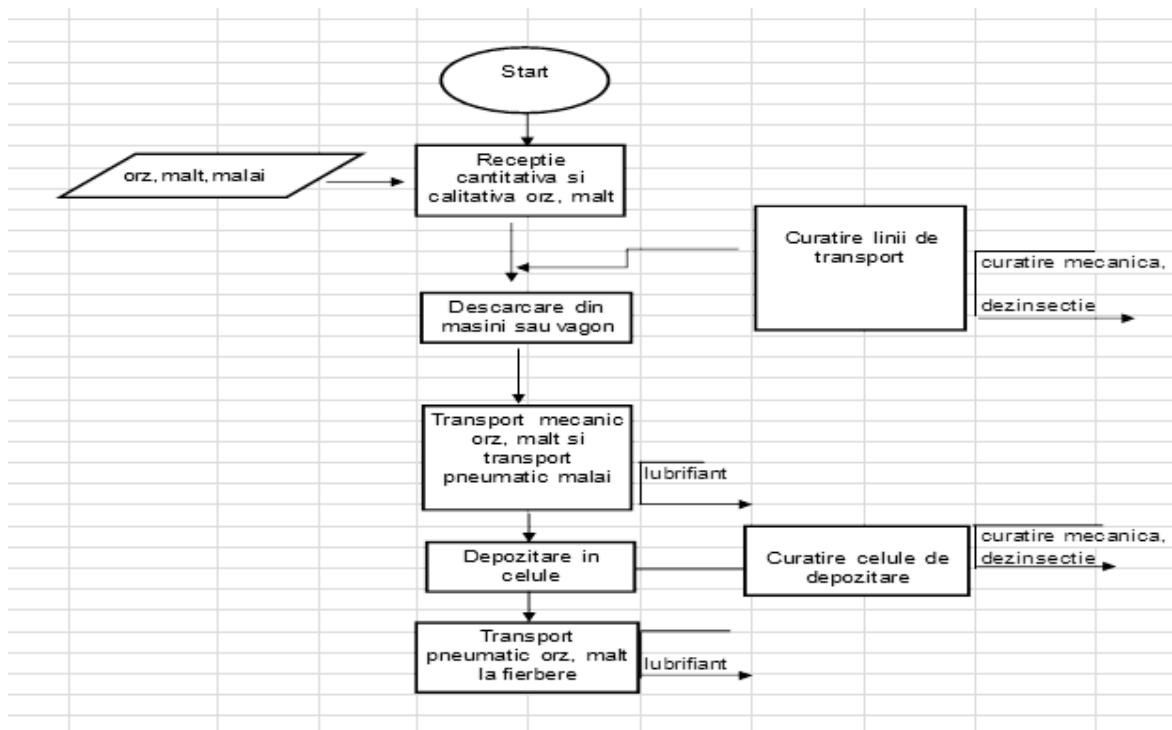 Start
orz, malt, malai
Receptie
cantitativa si
calitativa orz, malt
Curatire linii de
transport
curatire mecanica,
dezinsectie
Descarcare din
masini sau vagon
Transport mecanic
orz, malt si
transport
pneumatic malai
lubrifiant
Depozitare in
celule
Curatire celule de
depozitare
curatire mecanica,
dezinsectie
Transport
pneumatic orz, malt
la fierbere
lubrifiant